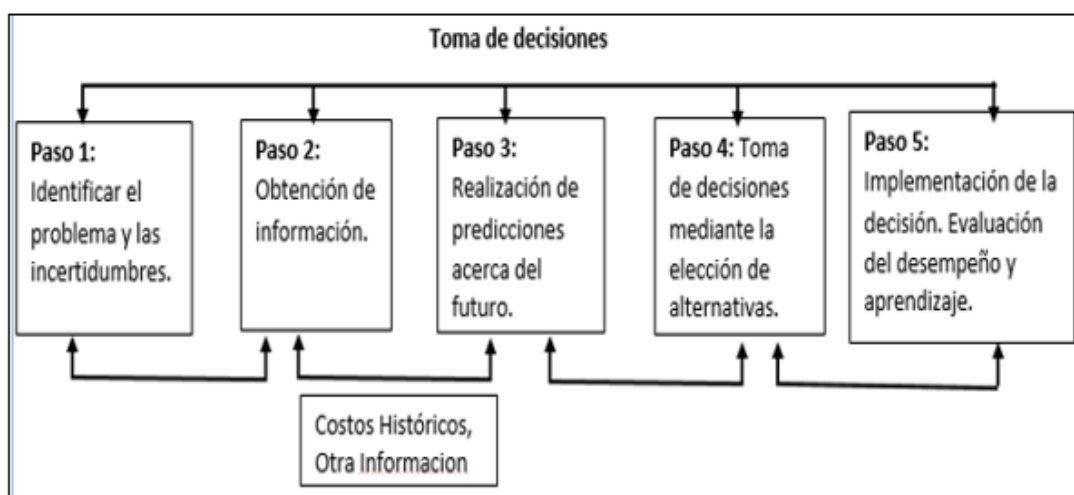 Toma de decisiones
Paso 1:
Identificar el
problema y las
incertidumbres.
Paso 2:
Obtención de
información.
Paso 3:
Realización de
predicciones
acerca del
futuro.
Paso 4: Toma
de decisiones
mediante la
elección de
alternativas.
Paso 5:
Implementación de la
decisión. Evaluación
del desempeño y
aprendizaje.
Costos Históricos,
Otra Informacion